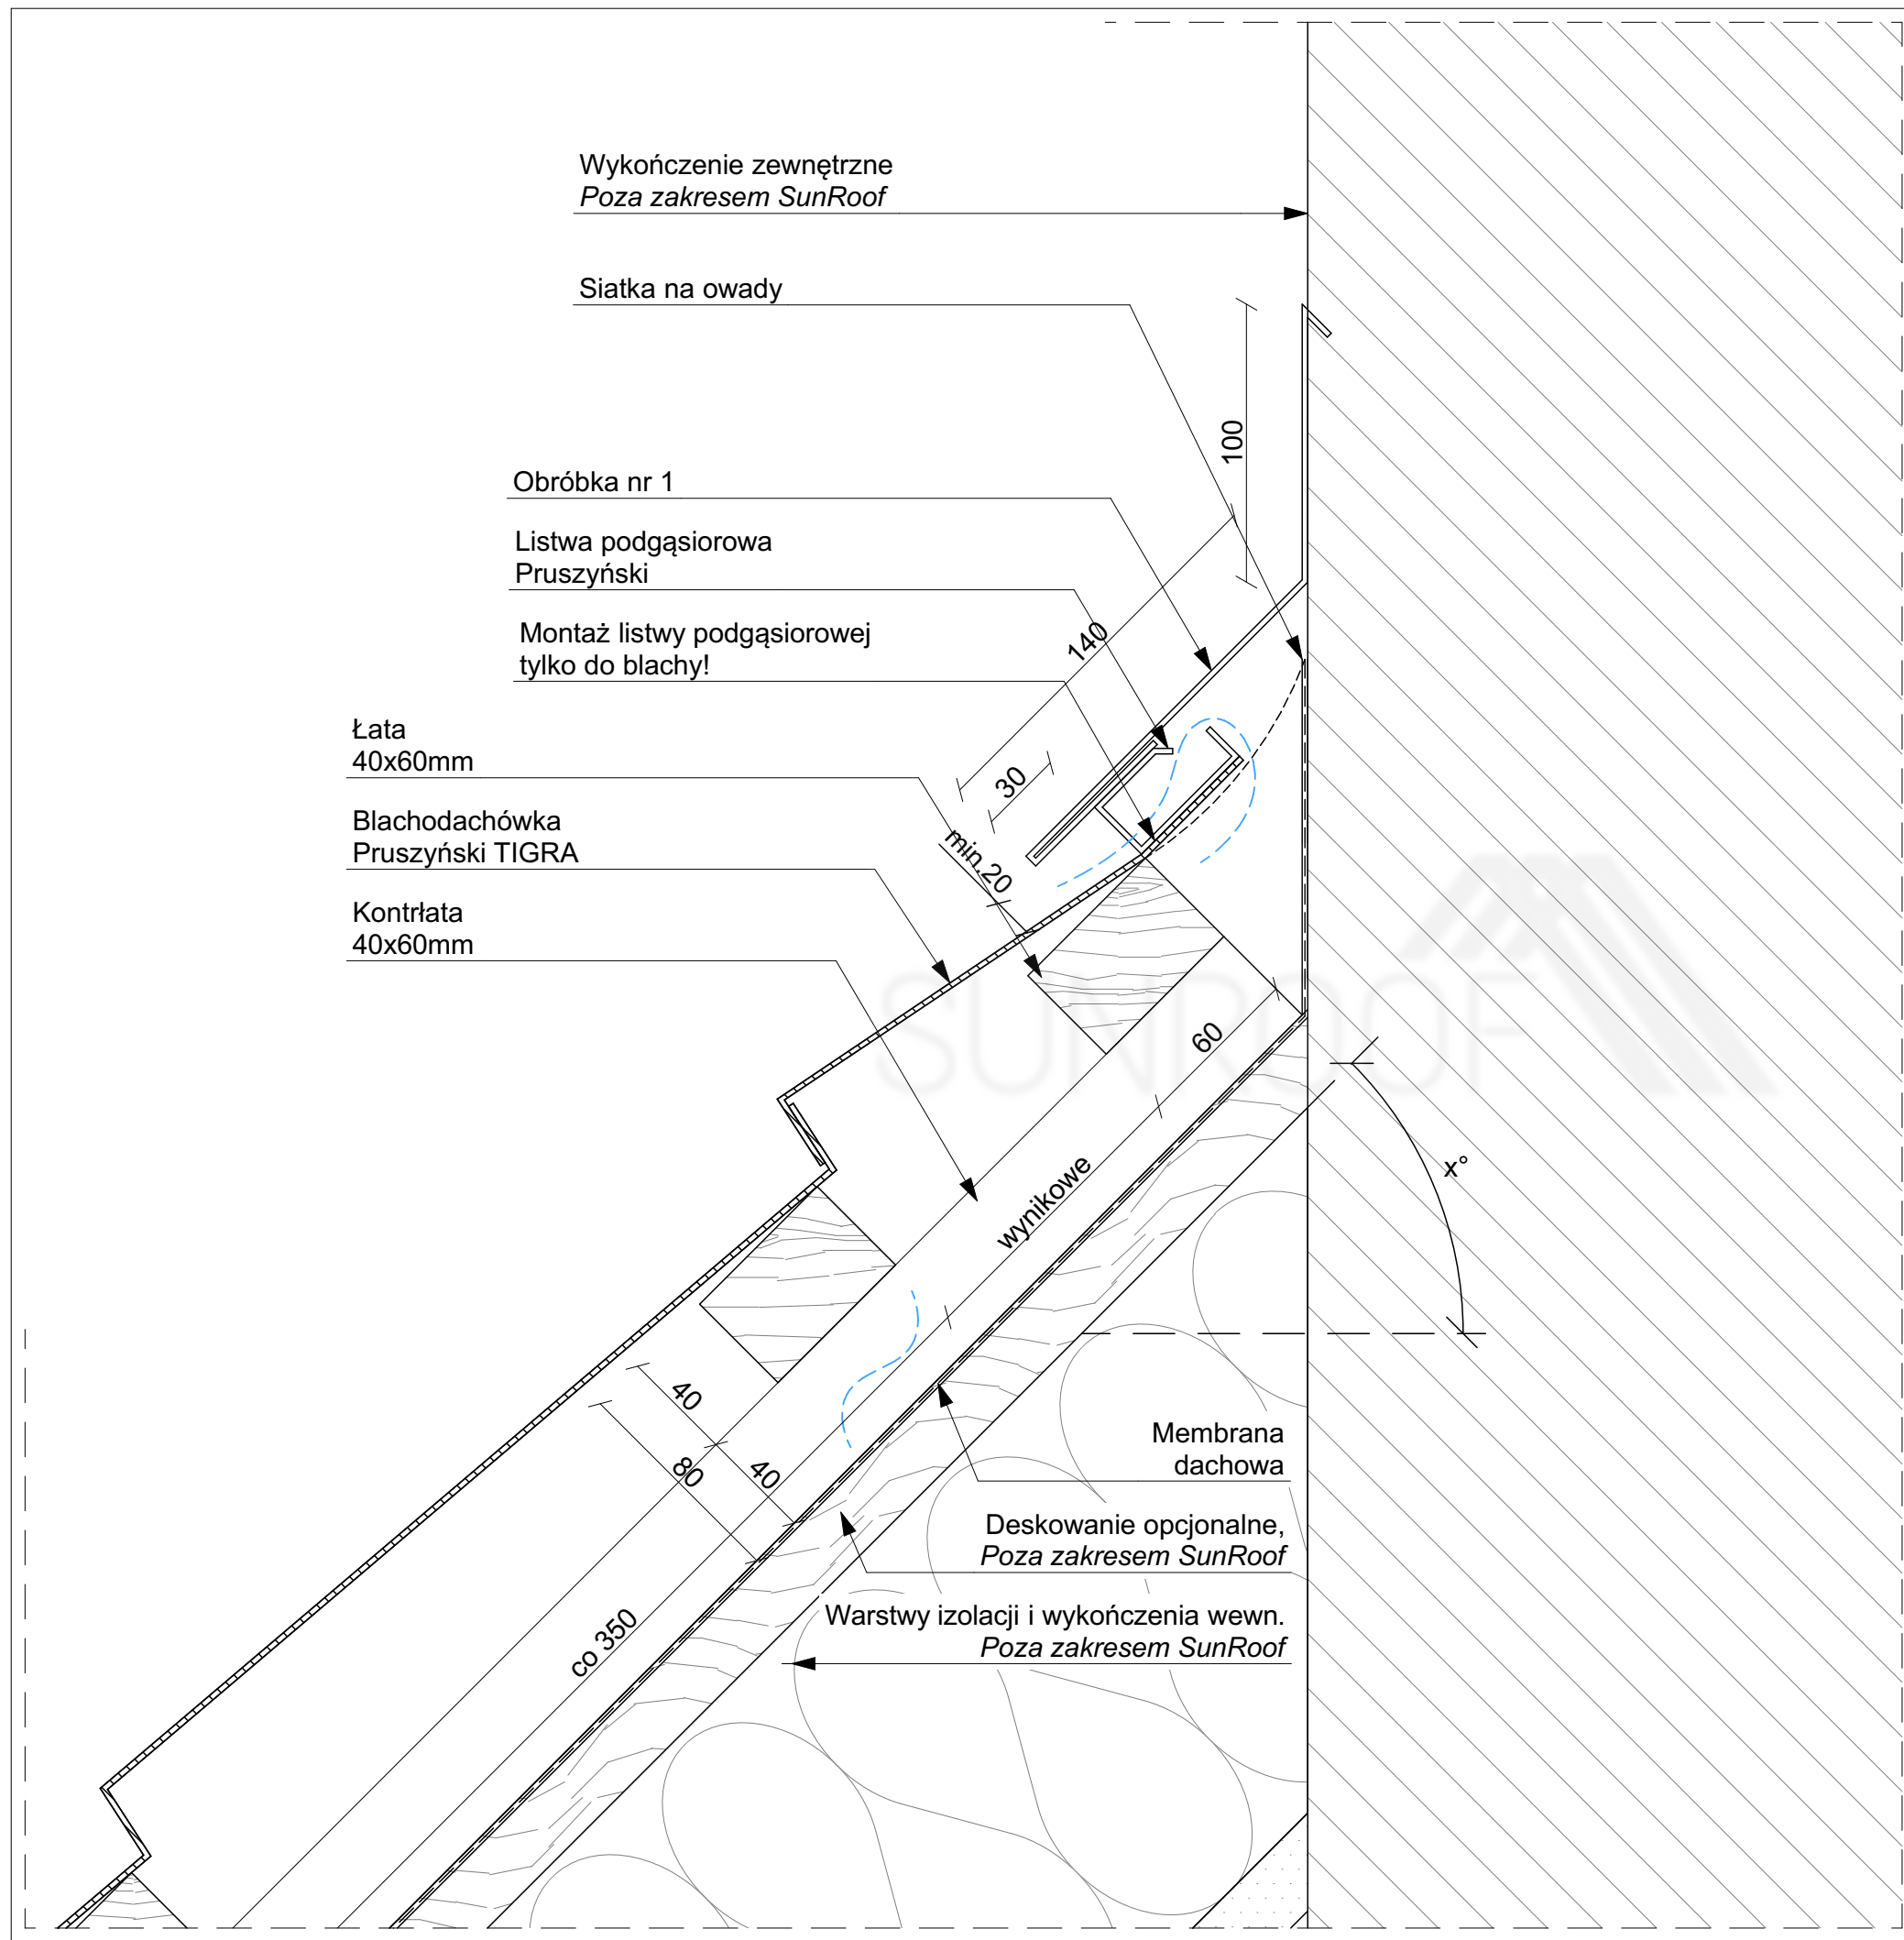 Wykończenie zewnętrzne
Poza zakresem SunRoof
Siatka na owady
100
Obróbka nr 1
Listwa podgąsiorowa
Pruszyński
Montaż listwy podgąsiorowej
tylko do blachy!
140
Łata
40x60mm
30
Blachodachówka
Pruszyński TIGRA
min.20
Kontrłata
40x60mm
SUNROOF
60
x°
wynikowe
40
80
40
Membrana
dachowa
Deskowanie opcjonalne,
Poza zakresem SunRoof
Warstwy izolacji i wykończenia wewn.
Poza zakresem SunRoof
co 350